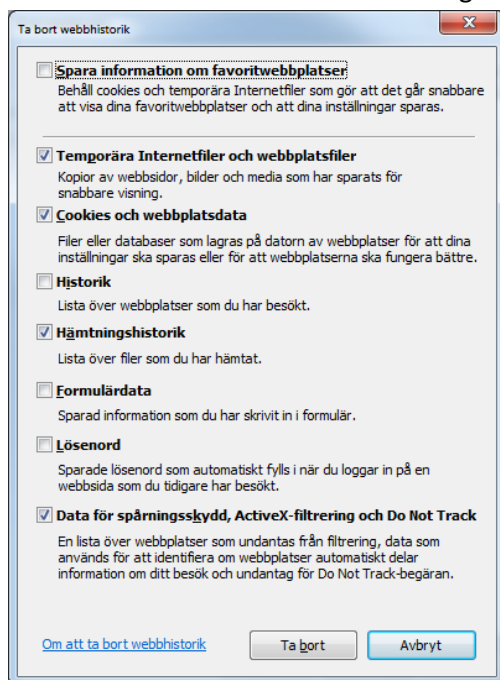 Ta bort webbhistorik
Spara information om favoritwebbplatser
Behåll cookies och temporära Internetfiler som gör att det går snabbare
att visa dina favoritwebbplatser och att dina inställningar sparas.
Temporära Internetfiler och webbplatsfiler
Kopior av webbsidor, bilder och media som har sparats för
snabbare visning.
Cookies och webbplatsdata
Filer eller databaser som lagras på datorn av webbplatser för att dina
inställningar ska sparas eller för att webbplatserna ska fungera bättre.
Historik
Lista över webbplatser som du har besökt.
Hämtningshistorik
Lista över filer som du har hämtat.
Formulärdata
Sparad information som du har skrivit in i formulär.
Lösenord
Sparade lösenord som automatiskt fylls i när du loggar in på en
webbsida som du tidigare har besökt.
Data för spårningsskydd, ActiveX-filtrering och Do Not Track
En lista över webbplatser som undantas från filtrering, data som
används för att identifiera om webbplatser automatiskt delar
information om ditt besök och undantag för Do Not Track-begäran.
Om att ta bort webbhistorik
Ta bort
Avbryt